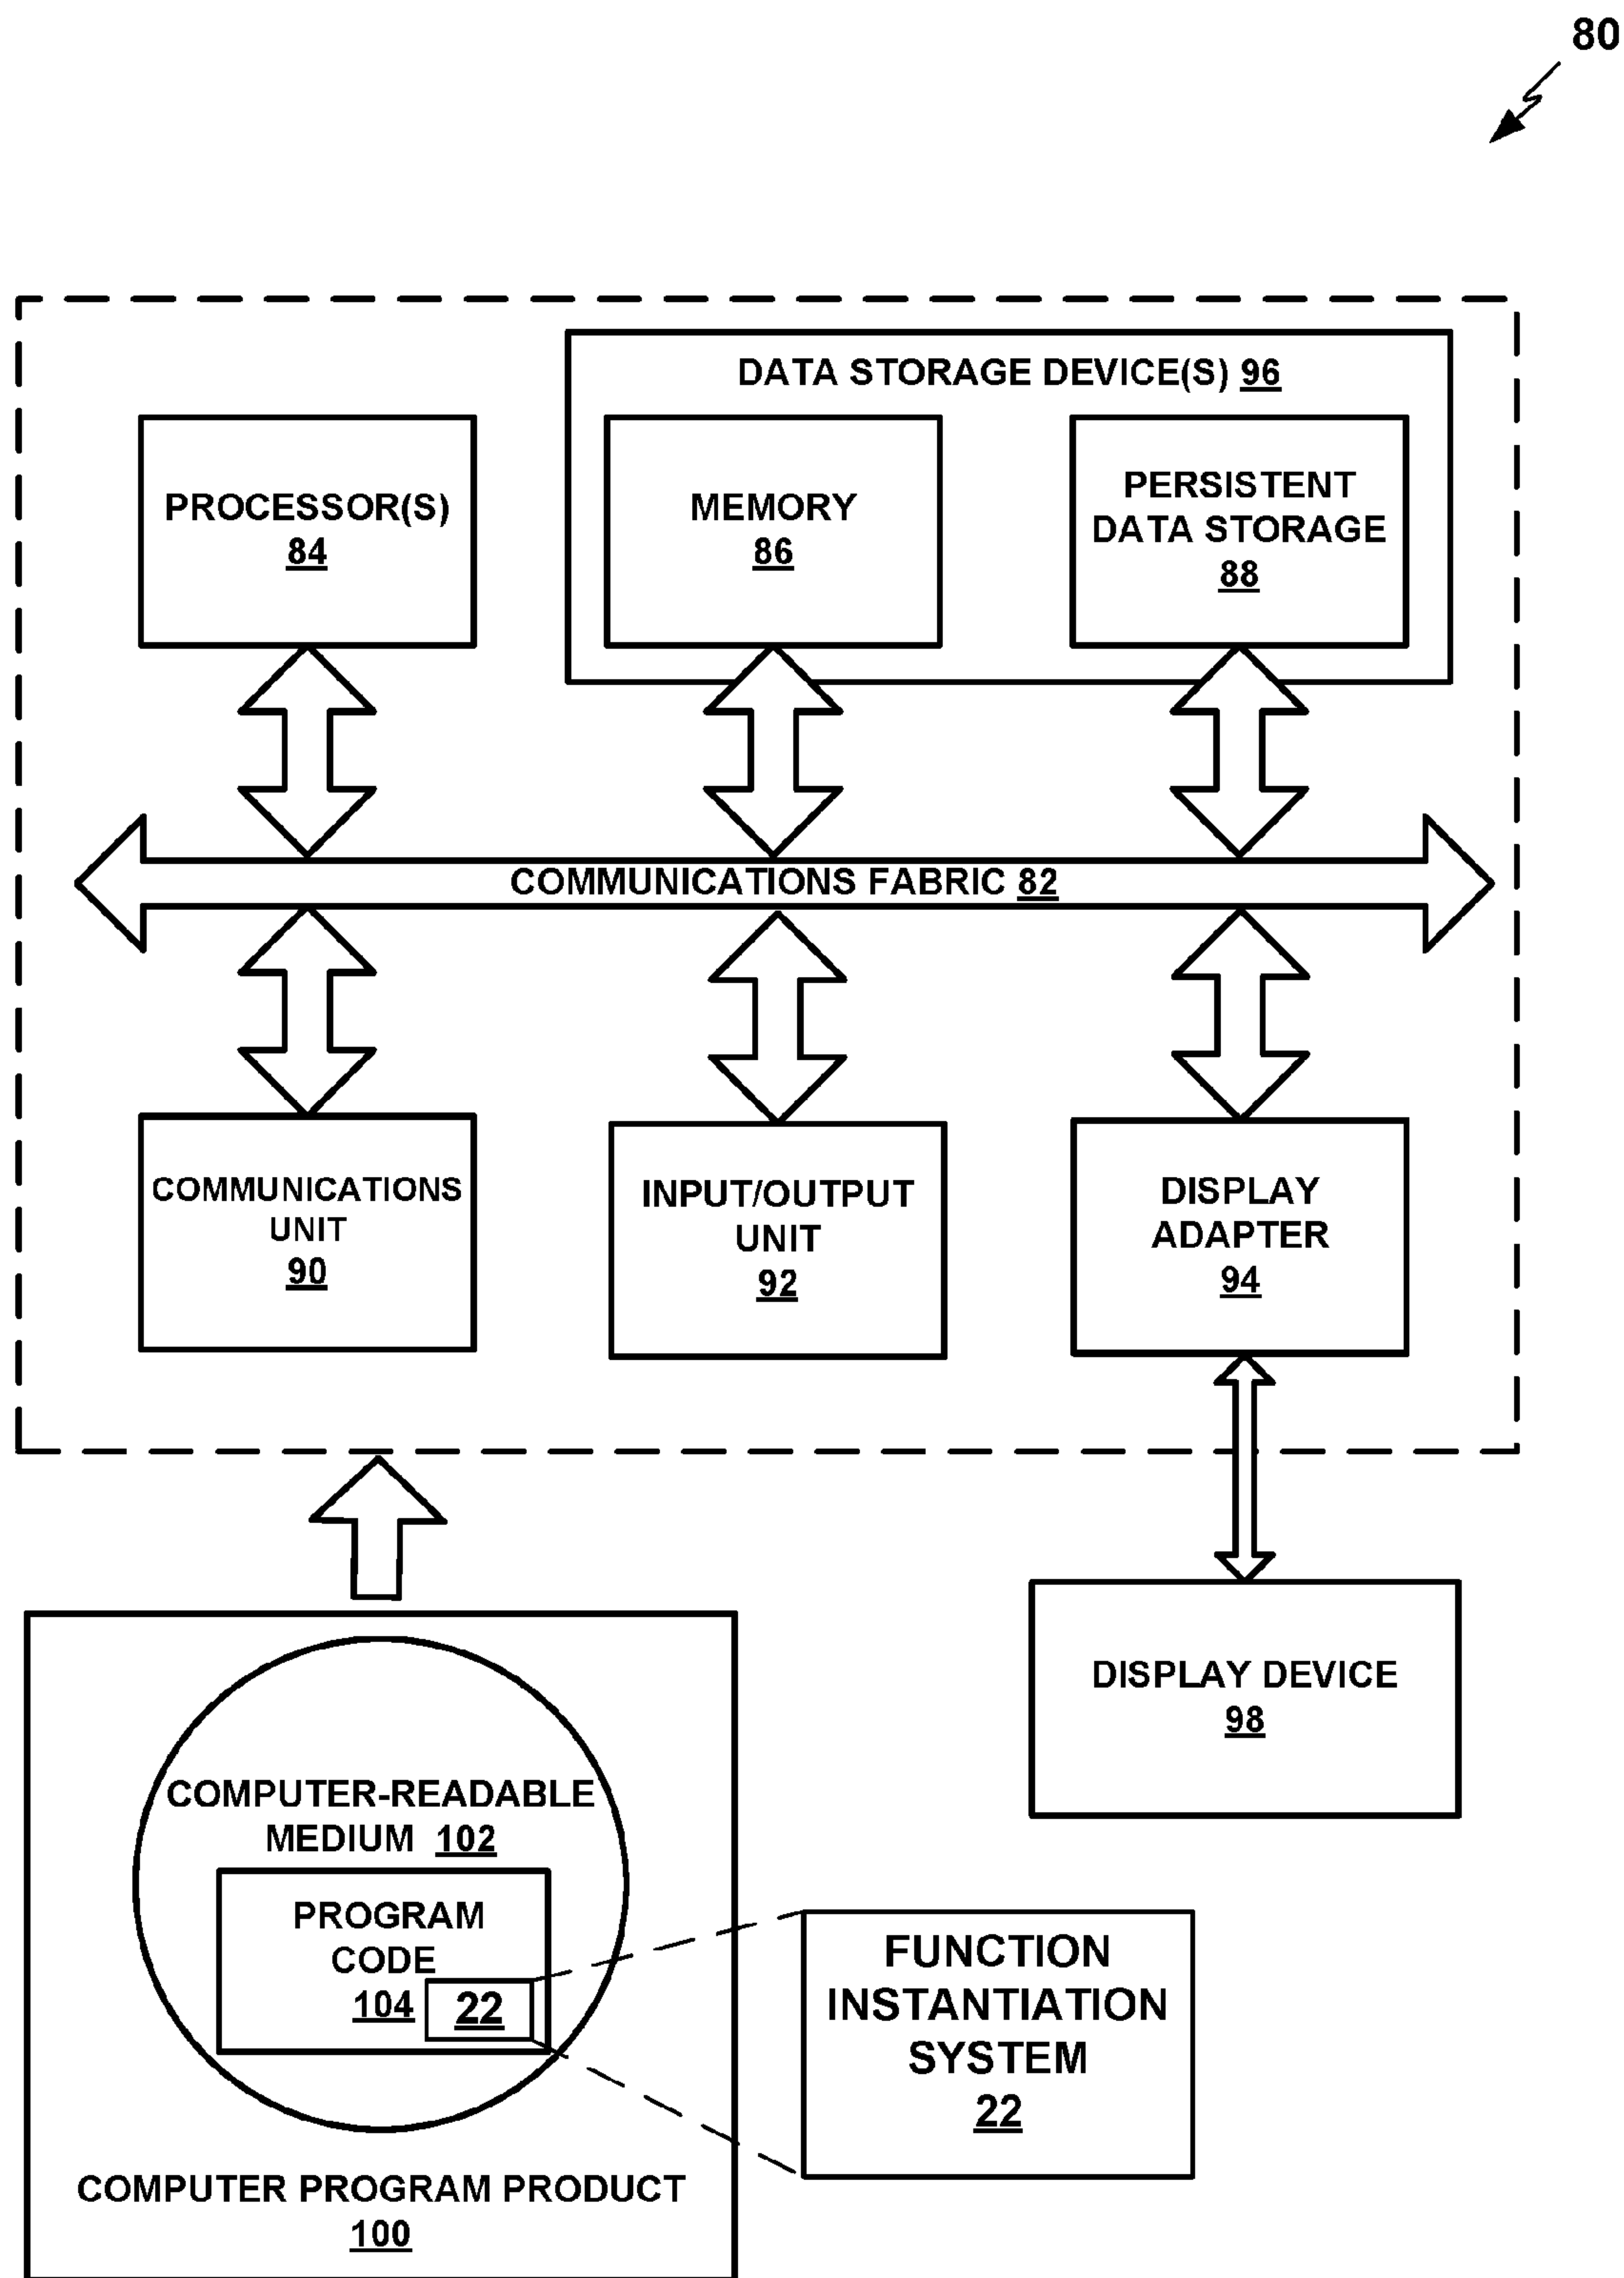 80
DATA STORAGE DEVICE(S) 96
PROCESSOR(S)
84
MEMORY
86
PERSISTENT
DATA STORAGE
88
COMMUNICATIONS FABRIC 82
COMMUNICATIONS
UNIT
90
INPUT/OUTPUT
UNIT
92
DISPLAY
ADAPTER
94
DISPLAY DEVICE
98
COMPUTER-READABLE
MEDIUM 102
PROGRAM
CODE
104
22
FUNCTION
INSTANTIATION
SYSTEM
22
COMPUTER PROGRAM PRODUCT
100